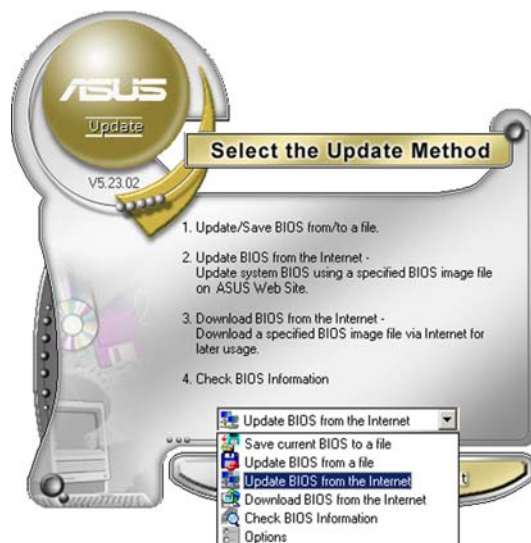 ASUS
Update
V5.23.02
Select the Update Method
1. Update/Save BIOS from/to a file.
2. Update BIOS from the Internet -
Update system BIOS using a specified BIOS image file
on ASUS Web Site.
3. Download BIOS from the Internet -
Download a specified BIOS image file via Internet for
later usage.
4. Check BIOS Information
Update BIOS from the Internet
Save current BIOS to a file
Update BIOS from a file
Update BIOS from the Internet
Download BIOS from the Internet
Check BIOS Information
Options